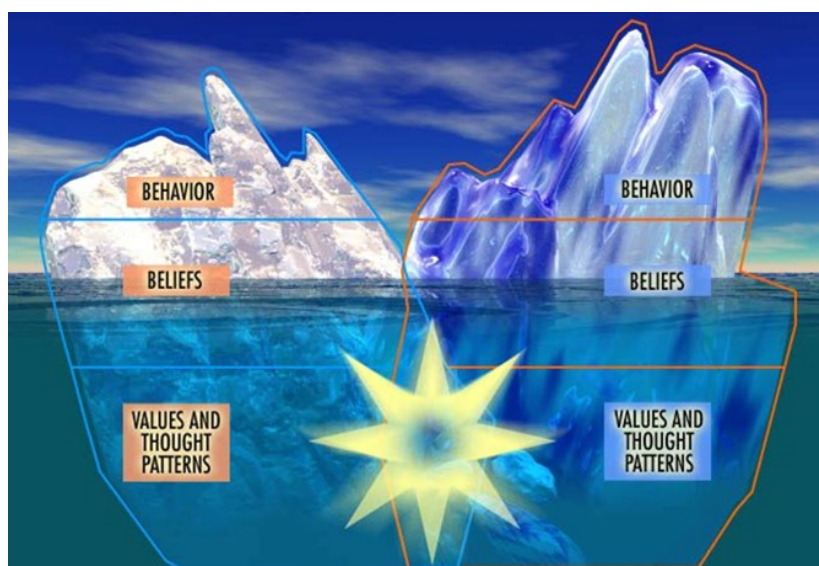 BEHAVIOR
BELIEFS
VALUES AND
THOUGHT
PATTERNS
BEHAVIOR
BELIEFS
VALUES AND
THOUGHT
PATTERNS